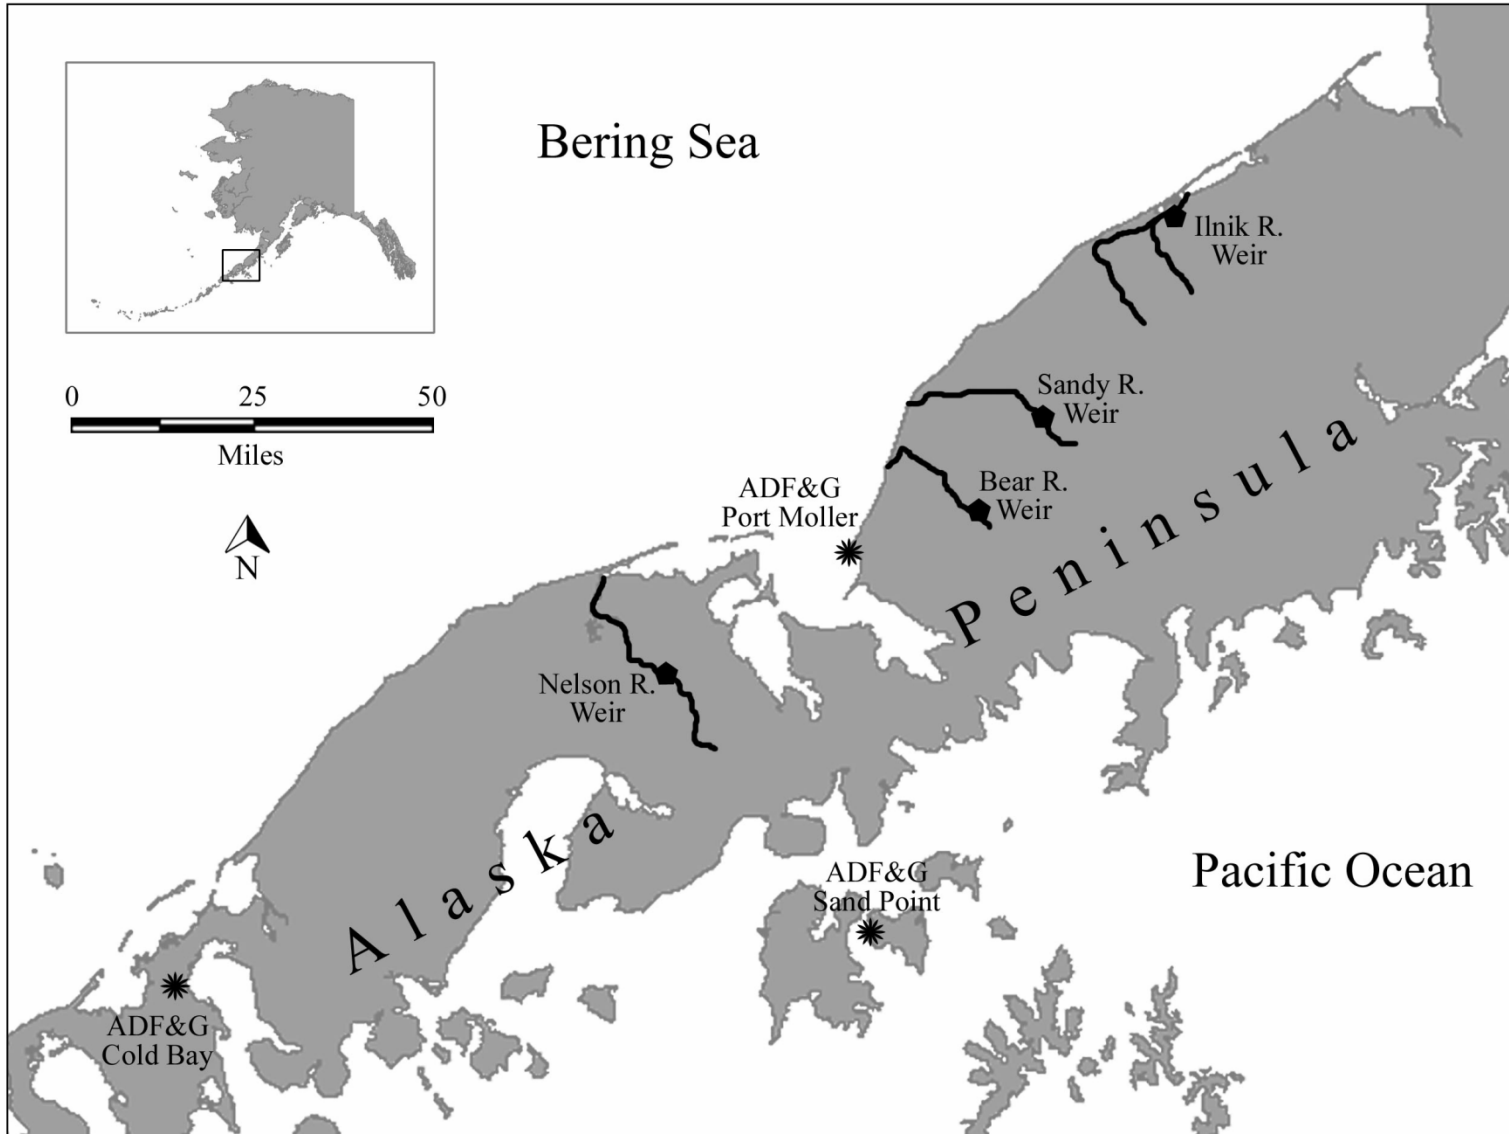 Bering Sea
Ilnik R.
Weir
0 25 50
Miles
Sandy R.
Weir
N
ADF&G
Port Moller
Bear R.
Weir
Alaska Peninsula
Nelson R.
Weir
ADF&G
Sand Point
Pacific Ocean
ADF&G
Cold Bay